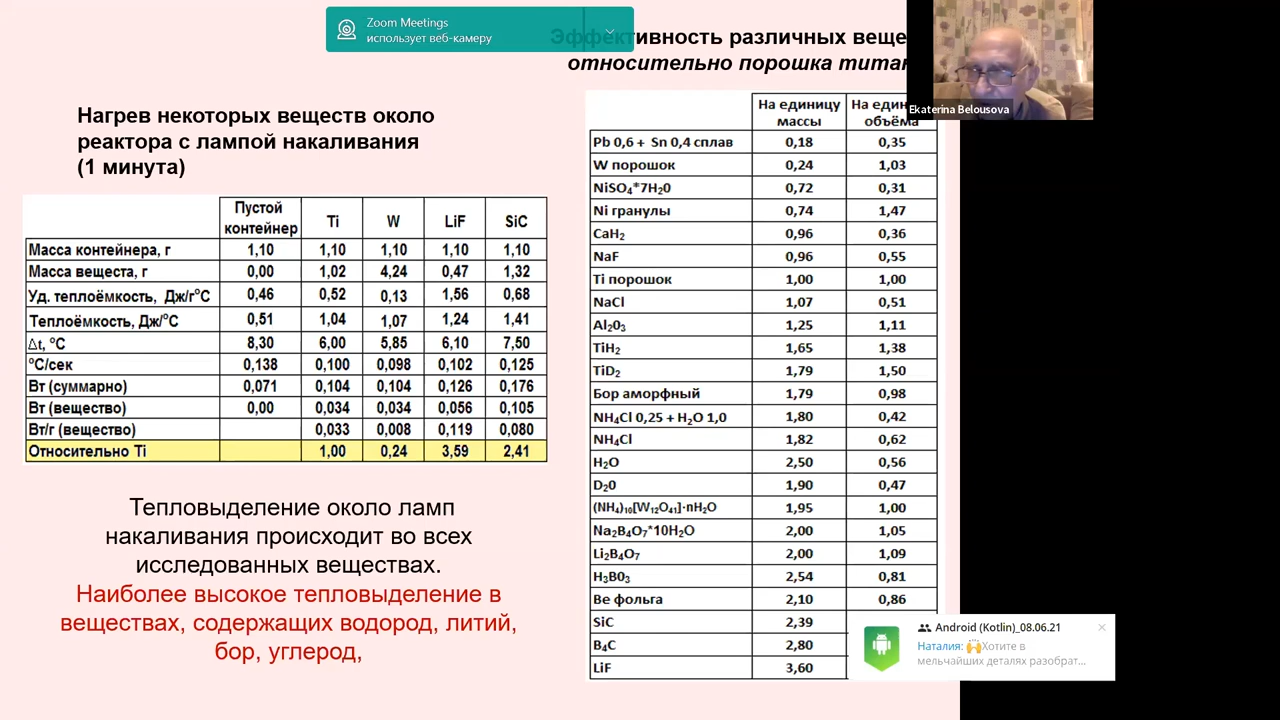 Zoom Meetings
использует веб-камеру
Эффективность различных веще
относительно порошка титан
Ekaterina Belousova
Нагрев некоторых веществ около
реактора с лампой накаливания
(1 минута)
Пустой контейнер Ti W LiF SiC
Масса контейнера, г 1,10 1,10 1,10 1,10 1,10
Масса вещеста, г 0,00 1,02 4,24 0,47 1,32
Уд. теплоёмкость, Дж/г°С 0,46 0,52 0,13 1,56 0,68
Теплоёмкость, Дж/°С 0,51 1,04 1,07 1,24 1,41
Δt, °C 8,30 6,00 5,85 6,10 7,50
°С/сек 0,138 0,100 0,098 0,102 0,125
Вт (суммарно) 0,071 0,104 0,104 0,126 0,176
Вт (вещество) 0,00 0,034 0,034 0,056 0,105
Вт/г (вещество) 0,033 0,008 0,119 0,080
Относительно Ti 1,00 0,24 3,59 2,41
Тепловыделение около ламп
накаливания происходит во всех
исследованных веществах.
Наиболее высокое тепловыделение в
веществах, содержащих водород, литий,
бор, углерод,
На единицу массы На един объёма
Pb 0,6 + Sn 0,4 сплав 0,18 0,35
W порошок 0,24 1,03
NiSO₄*7H₂0 0,72 0,31
Ni гранулы 0,74 1,47
CaH₂ 0,96 0,36
NaF 0,96 0,55
Ti порошок 1,00 1,00
NaCl 1,07 0,51
Al₂0₃ 1,25 1,11
TiH₂ 1,65 1,38
TiD₂ 1,79 1,50
Бор аморфный 1,79 0,98
NH₄Cl 0,25 + H₂O 1,0 1,80 0,42
NH₄Cl 1,82 0,62
H₂O 2,50 0,56
D₂0 1,90 0,47
(NH₄)₁₀[W₁₂O₄₁]·nH₂O 1,95 1,00
Na₂B₄O₇*10H₂O 2,00 1,05
Li₂B₄O₇ 2,00 1,09
H₃B0₃ 2,54 0,81
Be фольга 2,10 0,86
SiC 2,39
B₄C 2,80
LiF 3,60
Android (Kotlin)_08.06.21
Наталия: 🙌Хотите в
мельчайших деталях разобрат...